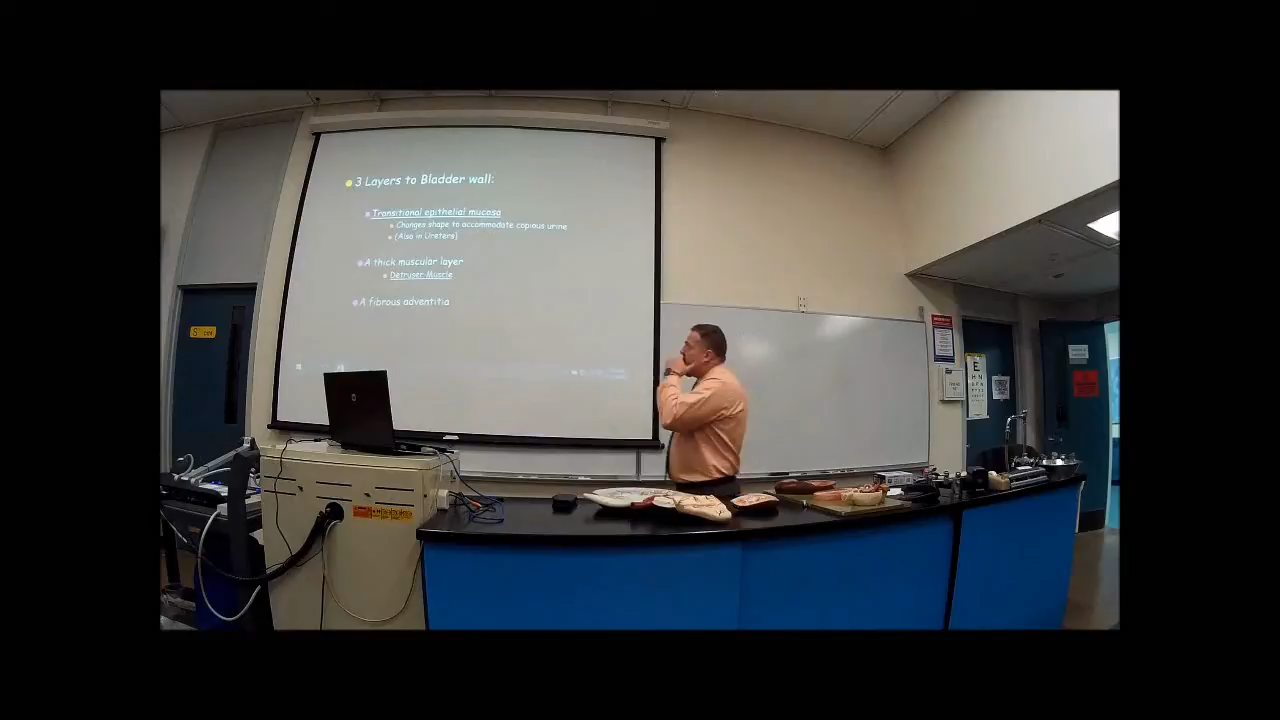 3 Layers to Bladder wall:
Transitional epithelial mucosa
Changes shape to accommodate copious urine
(Also in Ureters)
A thick muscular layer
Detruser Muscle
A fibrous adventitia
E